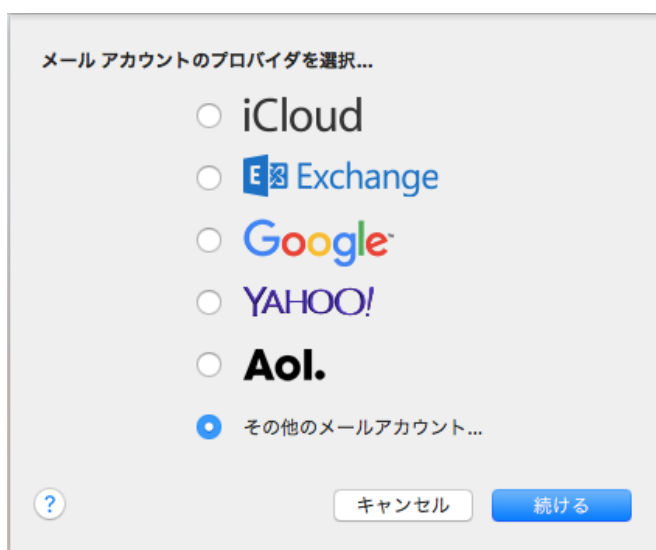 メール アカウントのプロバイダを選択...
iCloud
E Exchange
Google™
YAHOO!
Aol.
その他のメールアカウント...
?
キャンセル
続ける